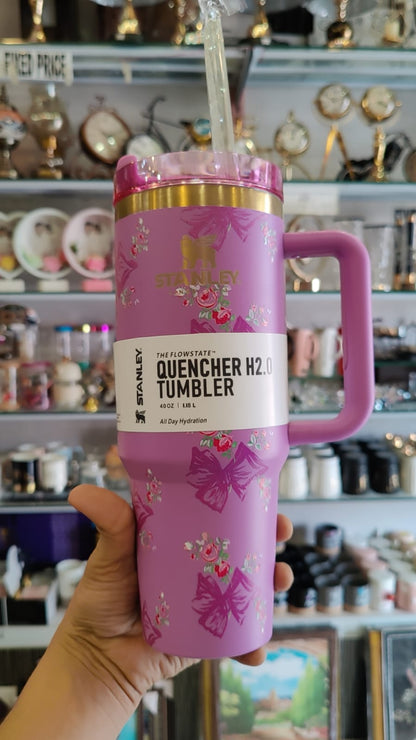 FIXED PRICE
STANLEY
STANLEY
THE FLOWSTATE™
QUENCHER H2.0
TUMBLER
40 OZ | 1.18 L
All Day Hydration